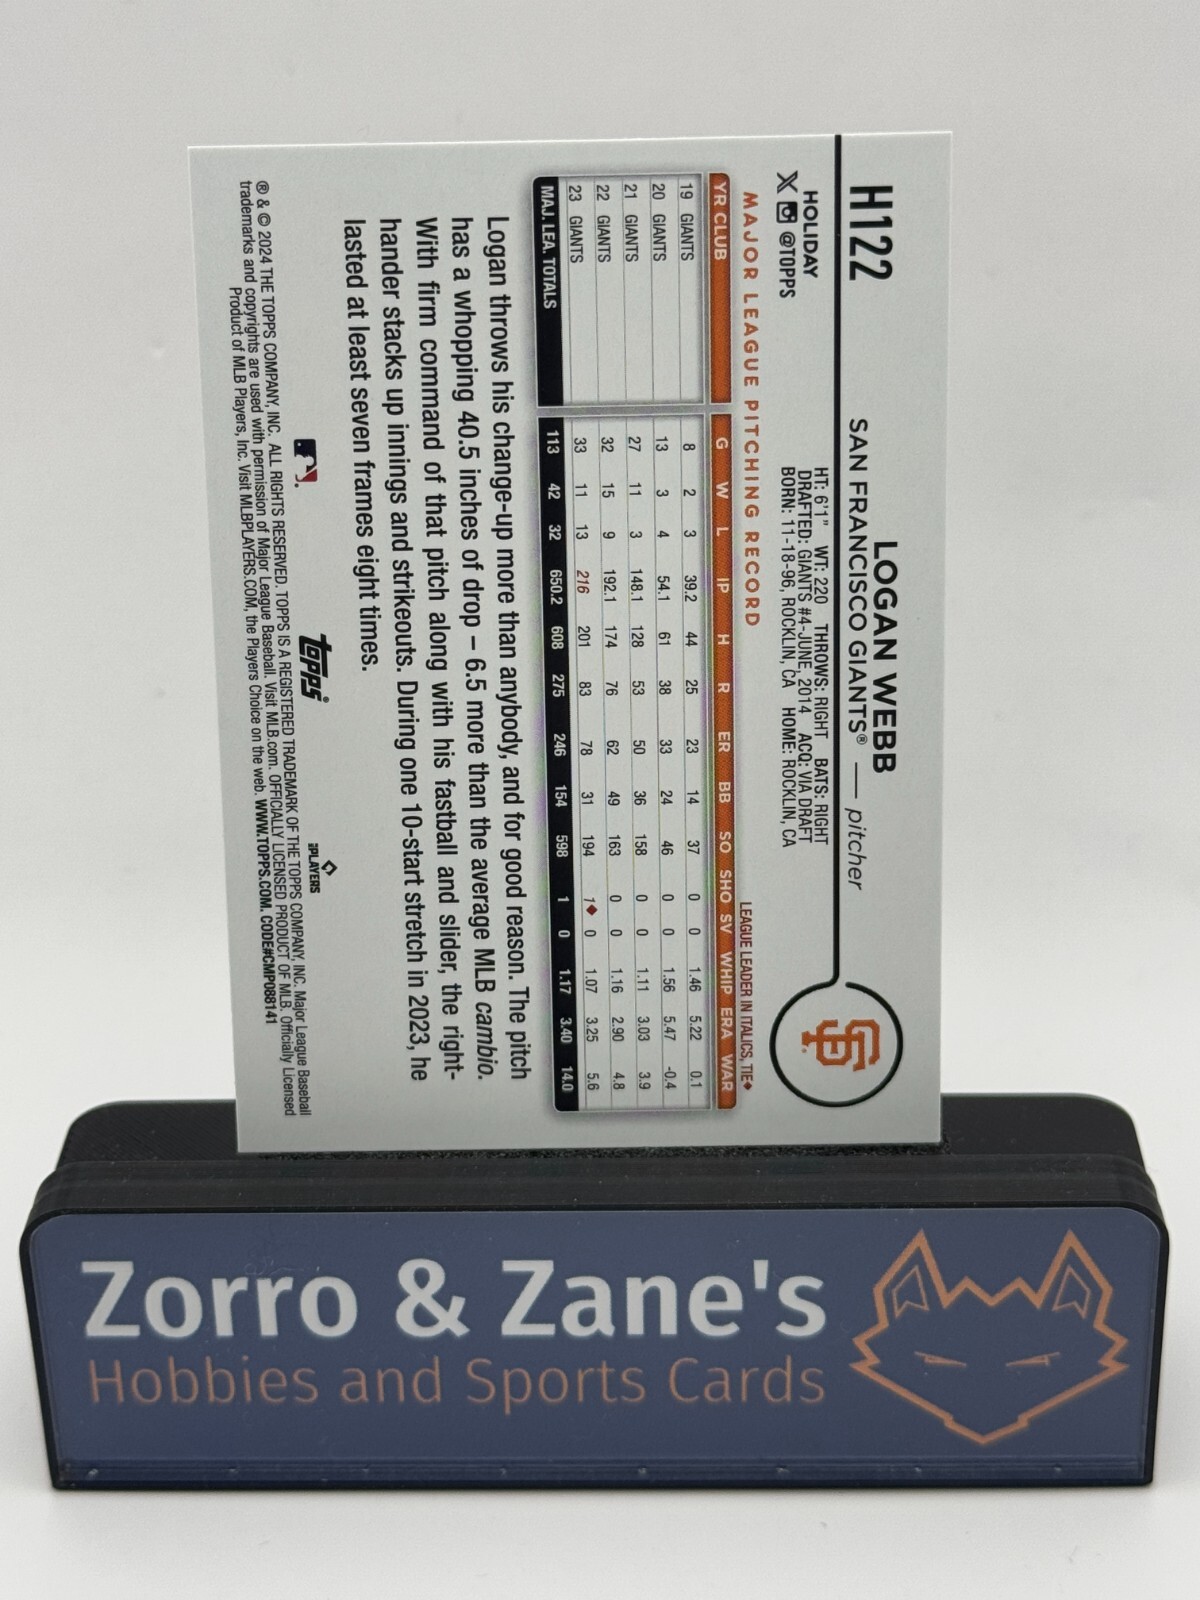 H122
LOGAN WEBB
SAN FRANCISCO GIANTS® — pitcher
HOLIDAY
@TOPPS
HT: 6'1" WT: 220 THROWS: RIGHT BATS: RIGHT
DRAFTED: GIANTS #4-JUNE, 2014 ACQ: VIA DRAFT
BORN: 11-18-96, ROCKLIN, CA HOME: ROCKLIN, CA
SF
MAJOR LEAGUE PITCHING RECORD
LEAGUE LEADER IN ITALICS, TIE♦
YR CLUB G W L IP H R ER BB SO SHO SV WHIP ERA WAR
19 GIANTS 8 2 3 39.2 44 25 23 14 37 0 0 1.46 5.22 0.1
20 GIANTS 13 3 4 54.1 61 38 33 24 46 0 0 1.56 5.47 -0.4
21 GIANTS 27 11 3 148.1 128 53 50 36 158 0 0 1.11 3.03 3.9
22 GIANTS 32 15 9 192.1 174 76 62 49 163 0 0 1.16 2.90 4.8
23 GIANTS 33 11 13 216 201 83 78 31 194 1♦ 0 1.07 3.25 5.6
MAJ. LEA. TOTALS 113 42 32 650.2 608 275 246 154 598 1 0 1.17 3.40 14.0
Logan throws his change-up more than anybody, and for good reason. The pitch
has a whopping 40.5 inches of drop – 6.5 more than the average MLB cambio.
With firm command of that pitch along with his fastball and slider, the right-
hander stacks up innings and strikeouts. During one 10-start stretch in 2023, he
lasted at least seven frames eight times.
topps®
PLAYERS
® & © 2024 THE TOPPS COMPANY, INC. ALL RIGHTS RESERVED. TOPPS IS A REGISTERED TRADEMARK OF THE TOPPS COMPANY, INC. Major League Baseball
trademarks and copyrights are used with permission of Major League Baseball. Visit MLB.com. OFFICIALLY LICENSED PRODUCT OF MLB. Officially Licensed
Product of MLB Players, Inc. Visit MLBPLAYERS.COM, the Players Choice on the web. WWW.TOPPS.COM. CODE#CMP088141
Zorro & Zane's
Hobbies and Sports Cards